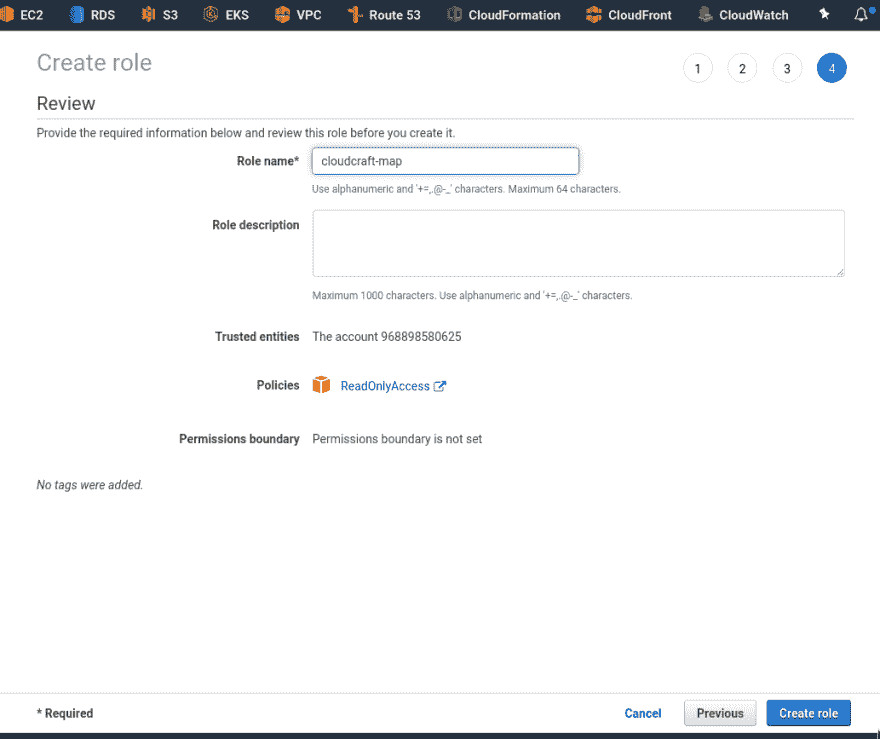 EC2 RDS S3 EKS VPC Route 53 CloudFormation CloudFront CloudWatch
Create role
1 2 3 4
Review
Provide the required information below and review this role before you create it.
Role name* cloudcraft-map
Use alphanumeric and '+=,.@-_' characters. Maximum 64 characters.
Role description
Maximum 1000 characters. Use alphanumeric and '+=,.@-_' characters.
Trusted entities The account 968898580625
Policies ReadOnlyAccess
Permissions boundary Permissions boundary is not set
No tags were added.
* Required Cancel Previous Create role